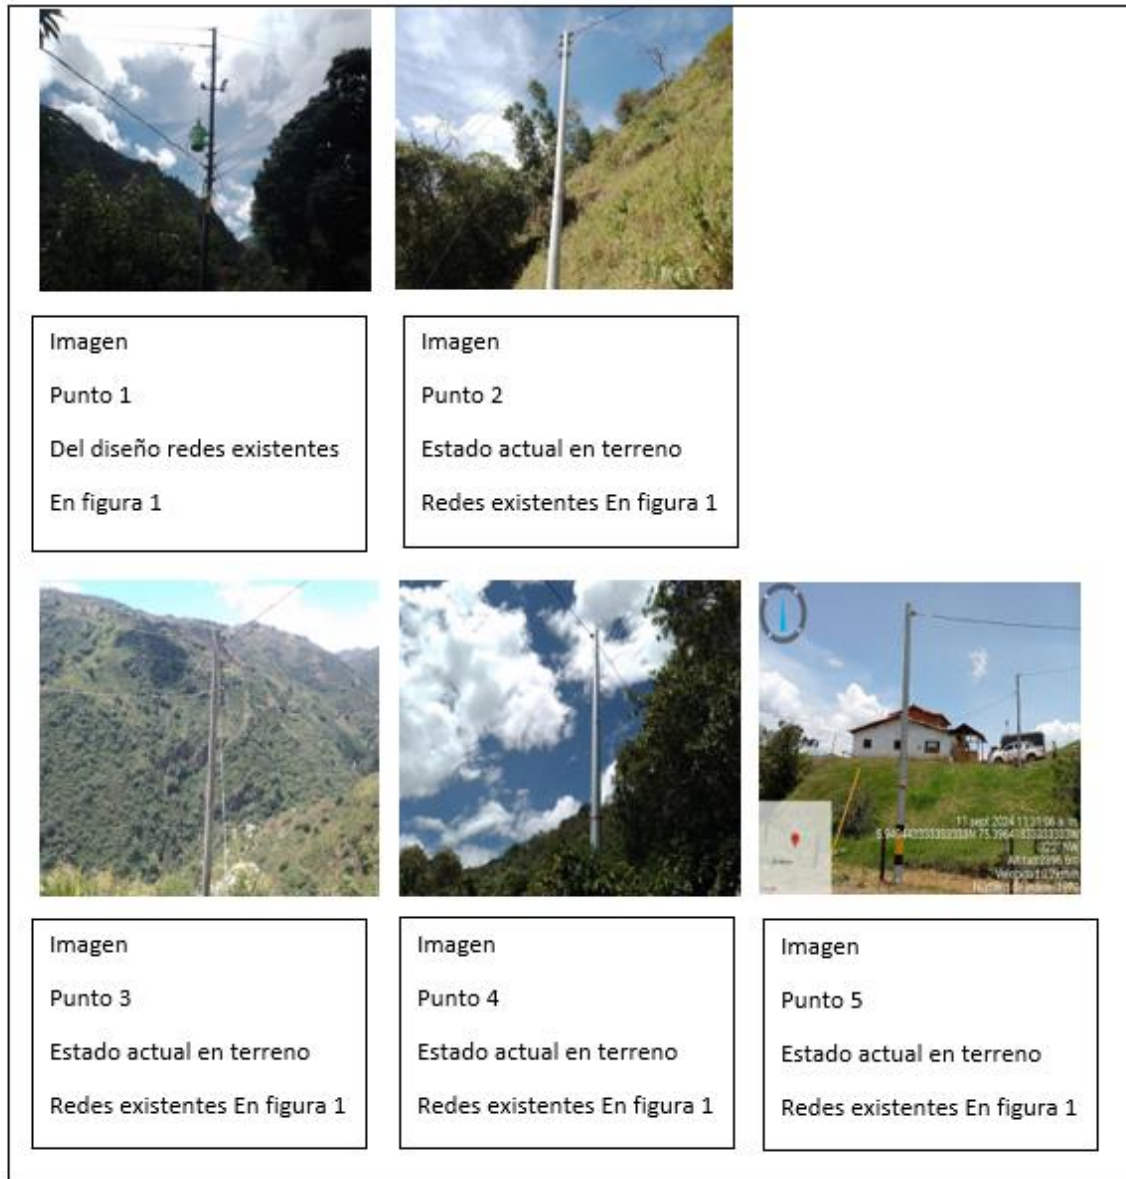 Imagen
Punto 1
Del diseño redes existentes
En figura 1
Imagen
Punto 2
Estado actual en terreno
Redes existentes En figura 1
11 sept 2024 11:31:06 a. m.
Imagen
Punto 3
Estado actual en terreno
Redes existentes En figura 1
Imagen
Punto 4
Estado actual en terreno
Redes existentes En figura 1
Imagen
Punto 5
Estado actual en terreno
Redes existentes En figura 1